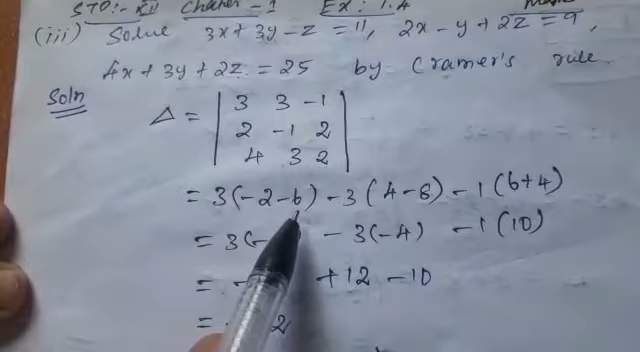 STD:- XII Chapter - 1 Ex: 1.4
(iii) Solve 3x+3y-z=11, 2x-y+2z=9,
4x+3y+2z=25 by Cramer's rule.
Soln
Δ = | 3 3 -1 |
| 2 -1 2 |
| 4 3 2 |
= 3(-2-6) -3(4-8) -1(6+4)
= 3(- -3(-4) -1(10)
= - +12 -10
= 2